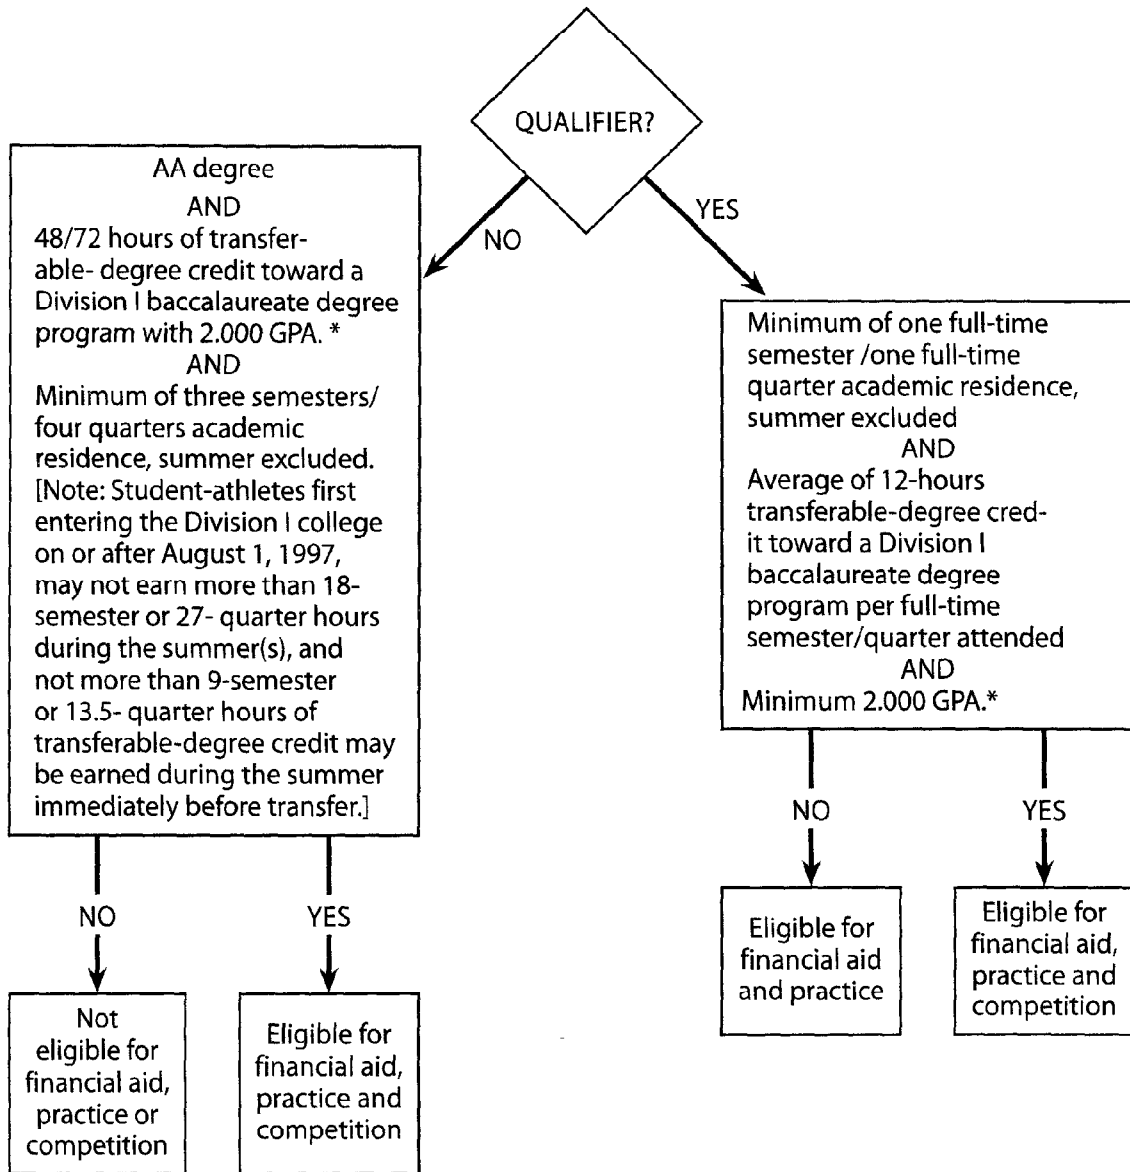 QUALIFIER?
NO
YES
AA degree
AND
48/72 hours of transfer-
able- degree credit toward a
Division I baccalaureate degree
program with 2.000 GPA. *
AND
Minimum of three semesters/
four quarters academic
residence, summer excluded.
[Note: Student-athletes first
entering the Division I college
on or after August 1, 1997,
may not earn more than 18-
semester or 27- quarter hours
during the summer(s), and
not more than 9-semester
or 13.5- quarter hours of
transferable-degree credit may
be earned during the summer
immediately before transfer.]
NO
YES
Not
eligible for
financial aid,
practice or
competition
Eligible for
financial aid,
practice and
competition
Minimum of one full-time
semester /one full-time
quarter academic residence,
summer excluded
AND
Average of 12-hours
transferable-degree cred-
it toward a Division I
baccalaureate degree
program per full-time
semester/quarter attended
AND
Minimum 2.000 GPA.*
NO
YES
Eligible for
financial aid
and practice
Eligible for
financial aid,
practice and
competition